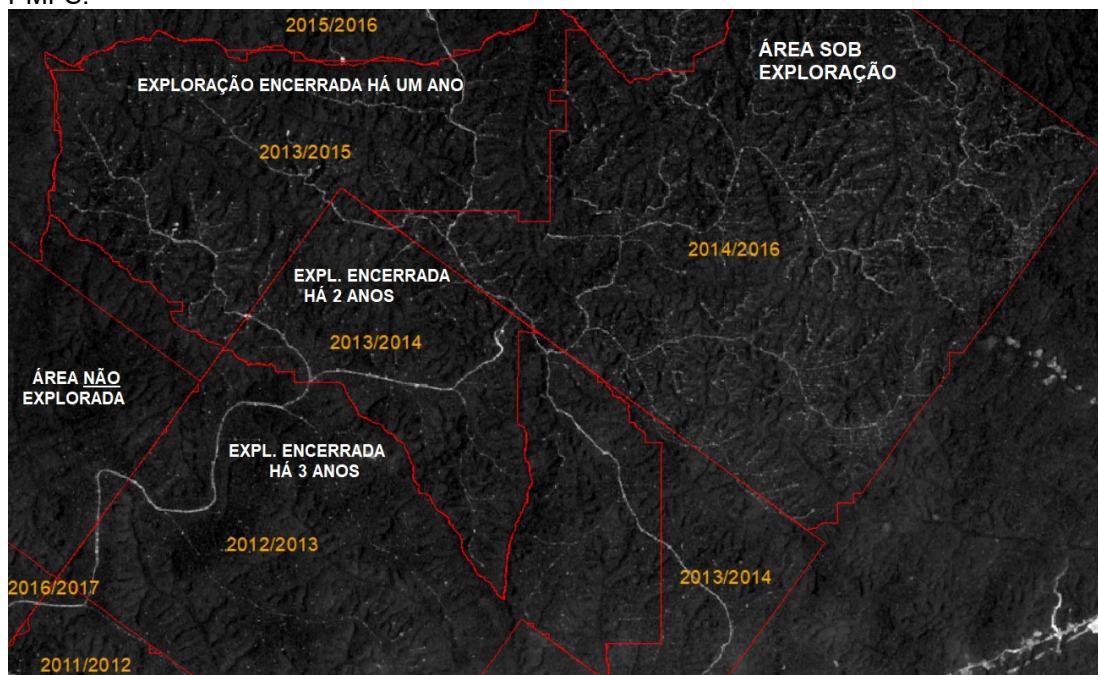 2015/2016
ÁREA SOB
EXPLORAÇÃO
EXPLORAÇÃO ENCERRADA HÁ UM ANO
2013/2015
2014/2016
EXPL. ENCERRADA
HÁ 2 ANOS
2013/2014
ÁREA NÃO
EXPLORADA
EXPL. ENCERRADA
HÁ 3 ANOS
2012/2013
2016/2017
2013/2014
2011/2012